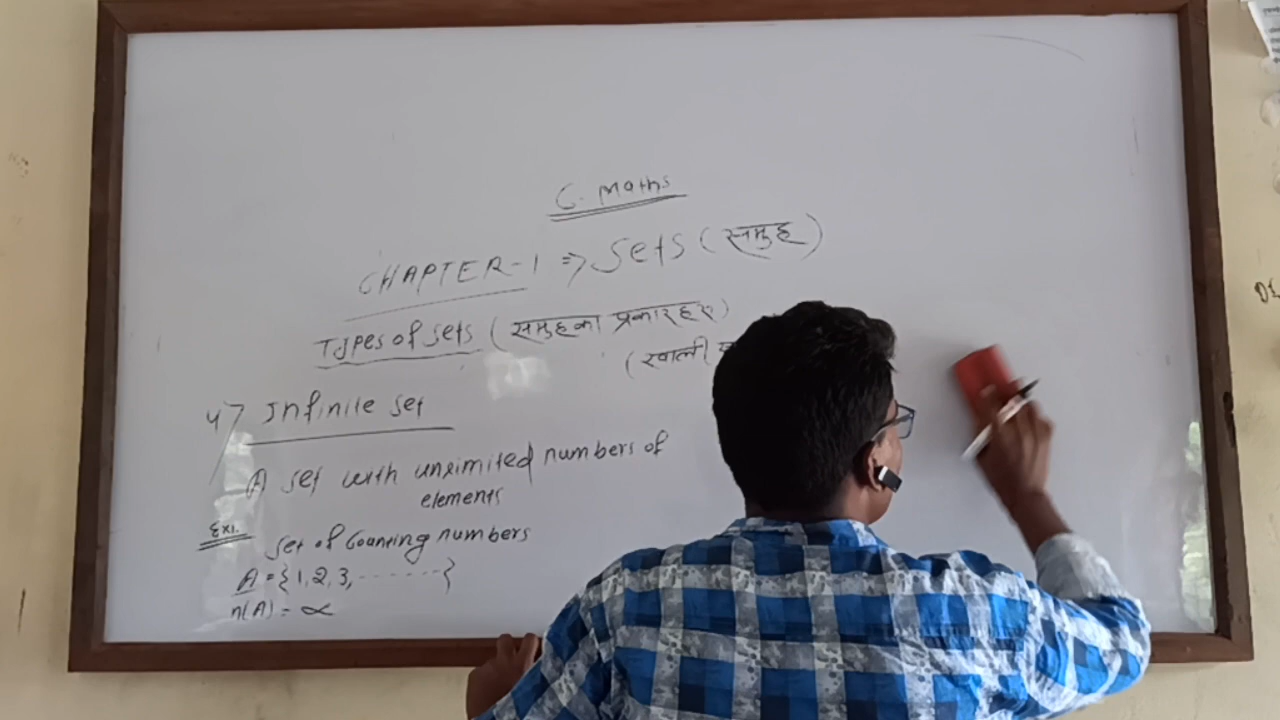 C. Maths
CHAPTER-1 => Sets (समुह)
Types of sets (समुहका प्रकारहरु)
(खाली
4> Infinite set
A set with unlimited numbers of
elements
Ex1.
Set of Counting numbers
A = {1, 2, 3, -------}
n(A) = ∝